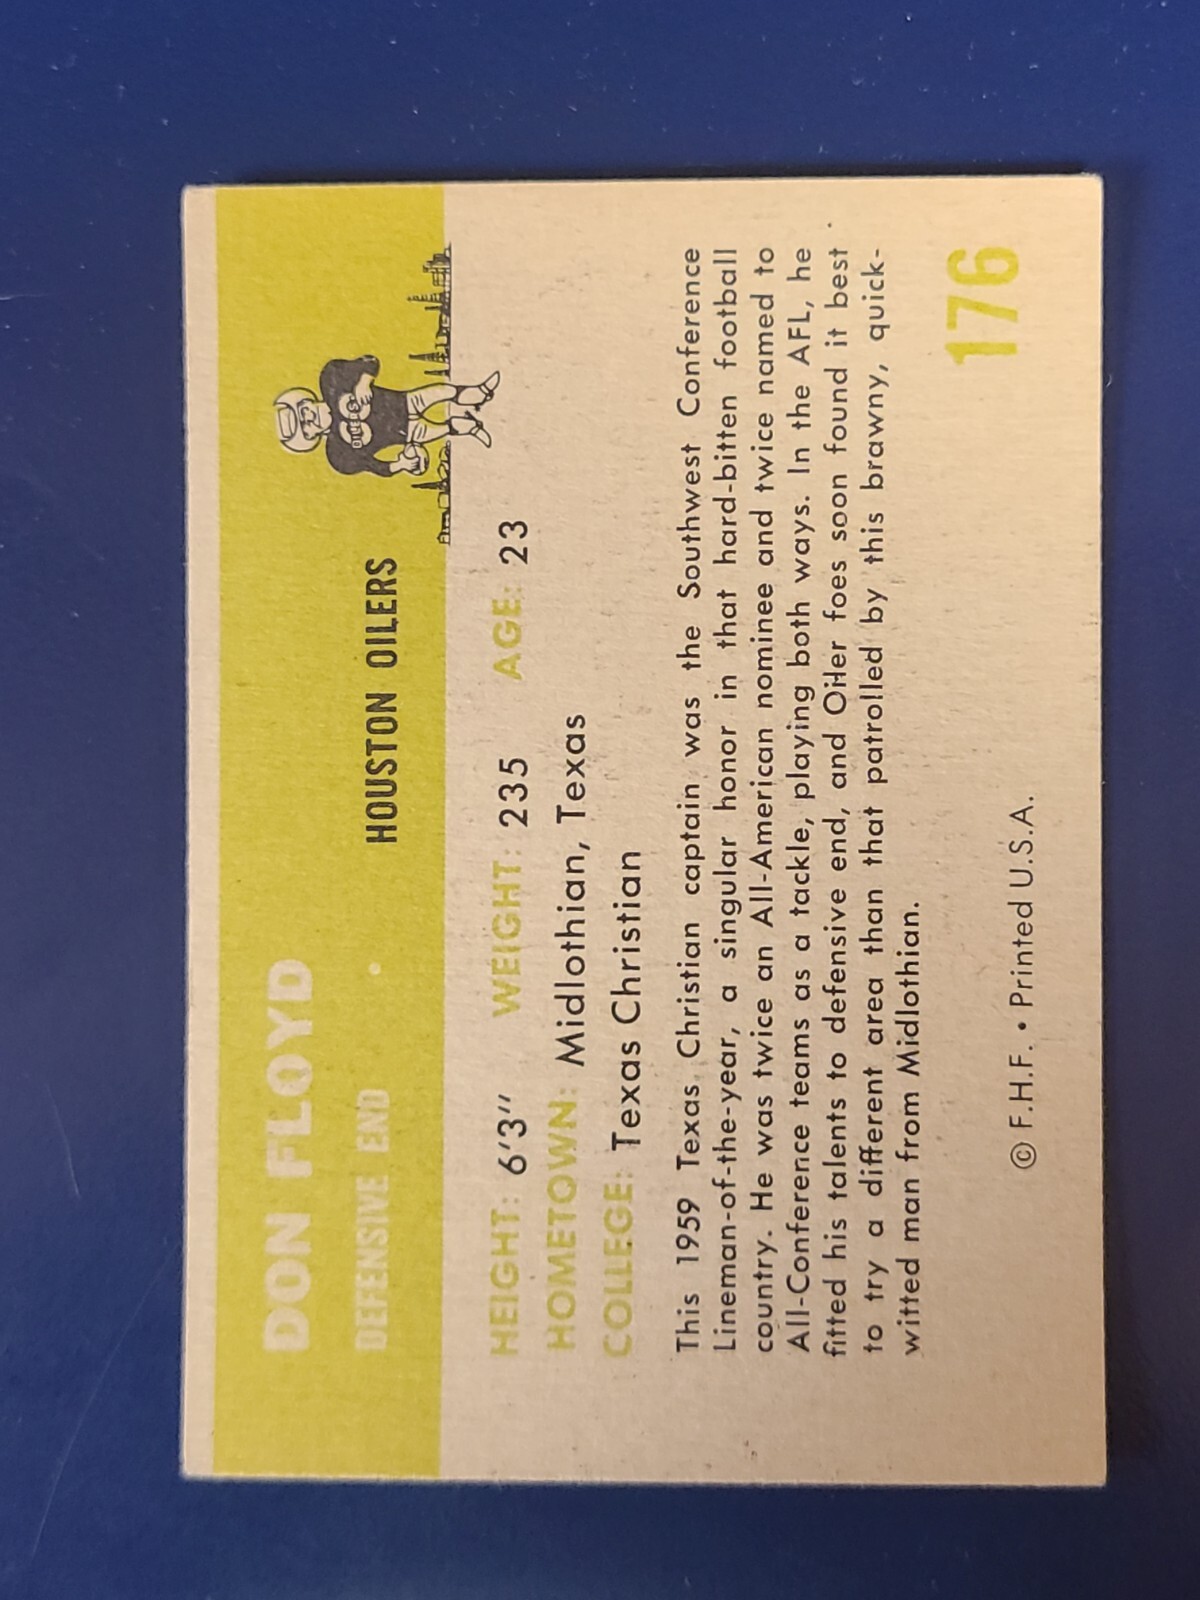 DON FLOYD
DEFENSIVE END
HOUSTON OILERS
OILERS
HEIGHT: 6'3" WEIGHT: 235 AGE: 23
HOMETOWN: Midlothian, Texas
COLLEGE: Texas Christian
This 1959 Texas Christian captain was the Southwest Conference
Lineman-of-the-year, a singular honor in that hard-bitten football
country. He was twice an All-American nominee and twice named to
All-Conference teams as a tackle, playing both ways. In the AFL, he
fitted his talents to defensive end, and Oiler foes soon found it best
to try a different area than that patrolled by this brawny, quick-
witted man from Midlothian.
176
© F.H.F. • Printed U.S.A.